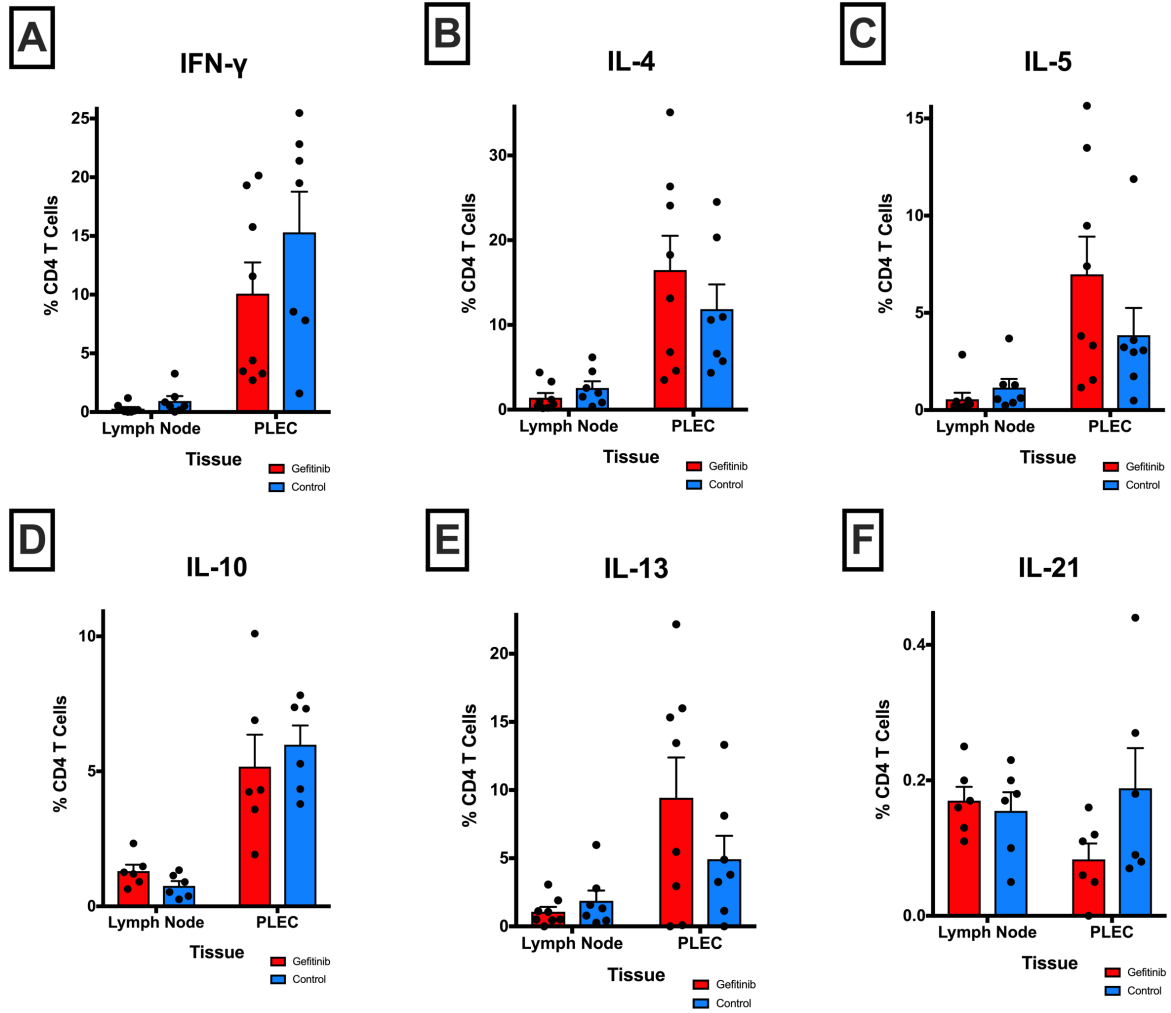 A
IFN-γ
% CD4 T Cells
25
20
15
10
5
0
Lymph Node
PLEC
Tissue
Gefitinib
Control
B
IL-4
% CD4 T Cells
30
20
10
0
Lymph Node
PLEC
Tissue
Gefitinib
Control
C
IL-5
% CD4 T Cells
15
10
5
0
Lymph Node
PLEC
Tissue
Gefitinib
Control
D
IL-10
% CD4 T Cells
10
5
0
Lymph Node
PLEC
Tissue
Gefitinib
Control
E
IL-13
% CD4 T Cells
20
15
10
5
0
Lymph Node
PLEC
Tissue
Gefitinib
Control
F
IL-21
% CD4 T Cells
0.4
0.2
0.0
Lymph Node
PLEC
Tissue
Gefitinib
Control